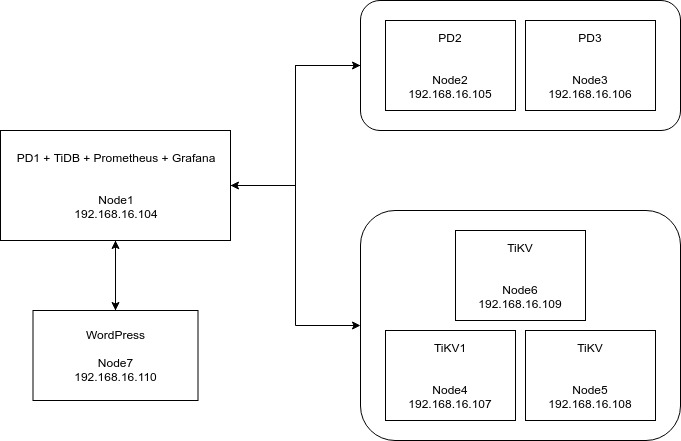 PD2
Node2
192.168.16.105
PD3
Node3
192.168.16.106
PD1 + TiDB + Prometheus + Grafana
Node1
192.168.16.104
TiKV
Node6
192.168.16.109
WordPress
Node7
192.168.16.110
TiKV1
Node4
192.168.16.107
TiKV
Node5
192.168.16.108